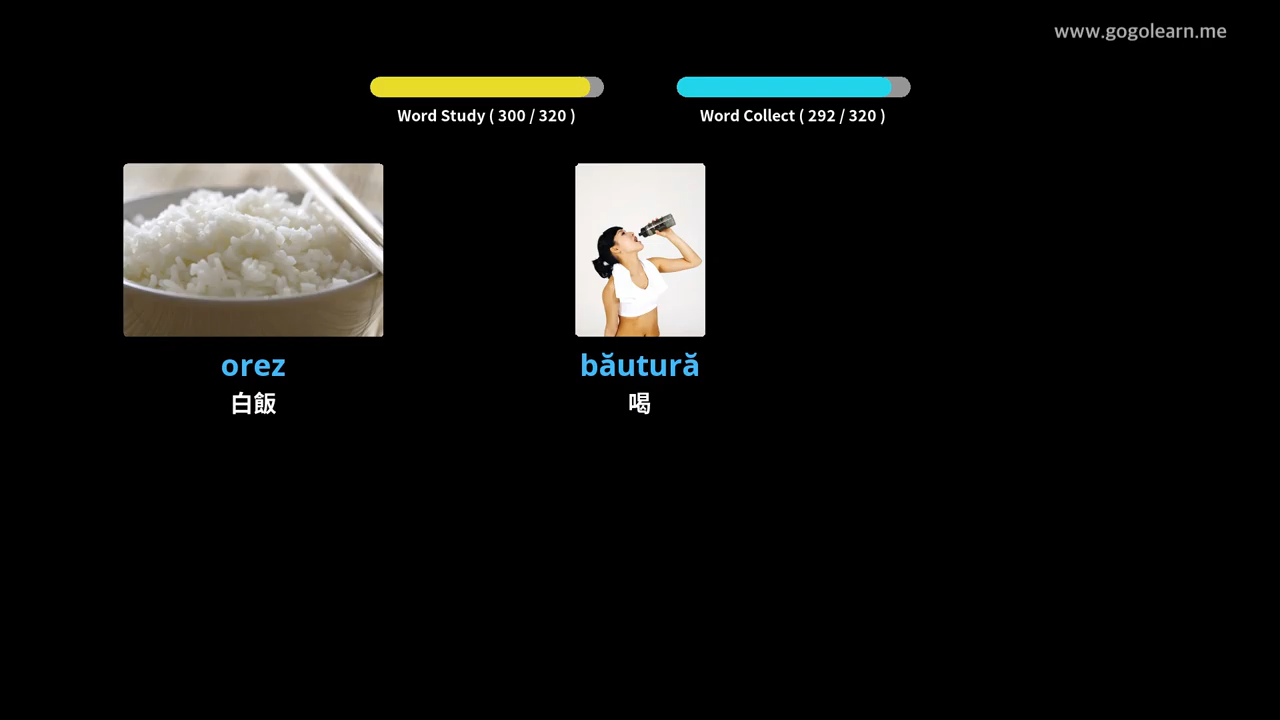 www.gogolearn.me
Word Study ( 300 / 320 )
Word Collect ( 292 / 320 )
orez
白飯
băutură
喝